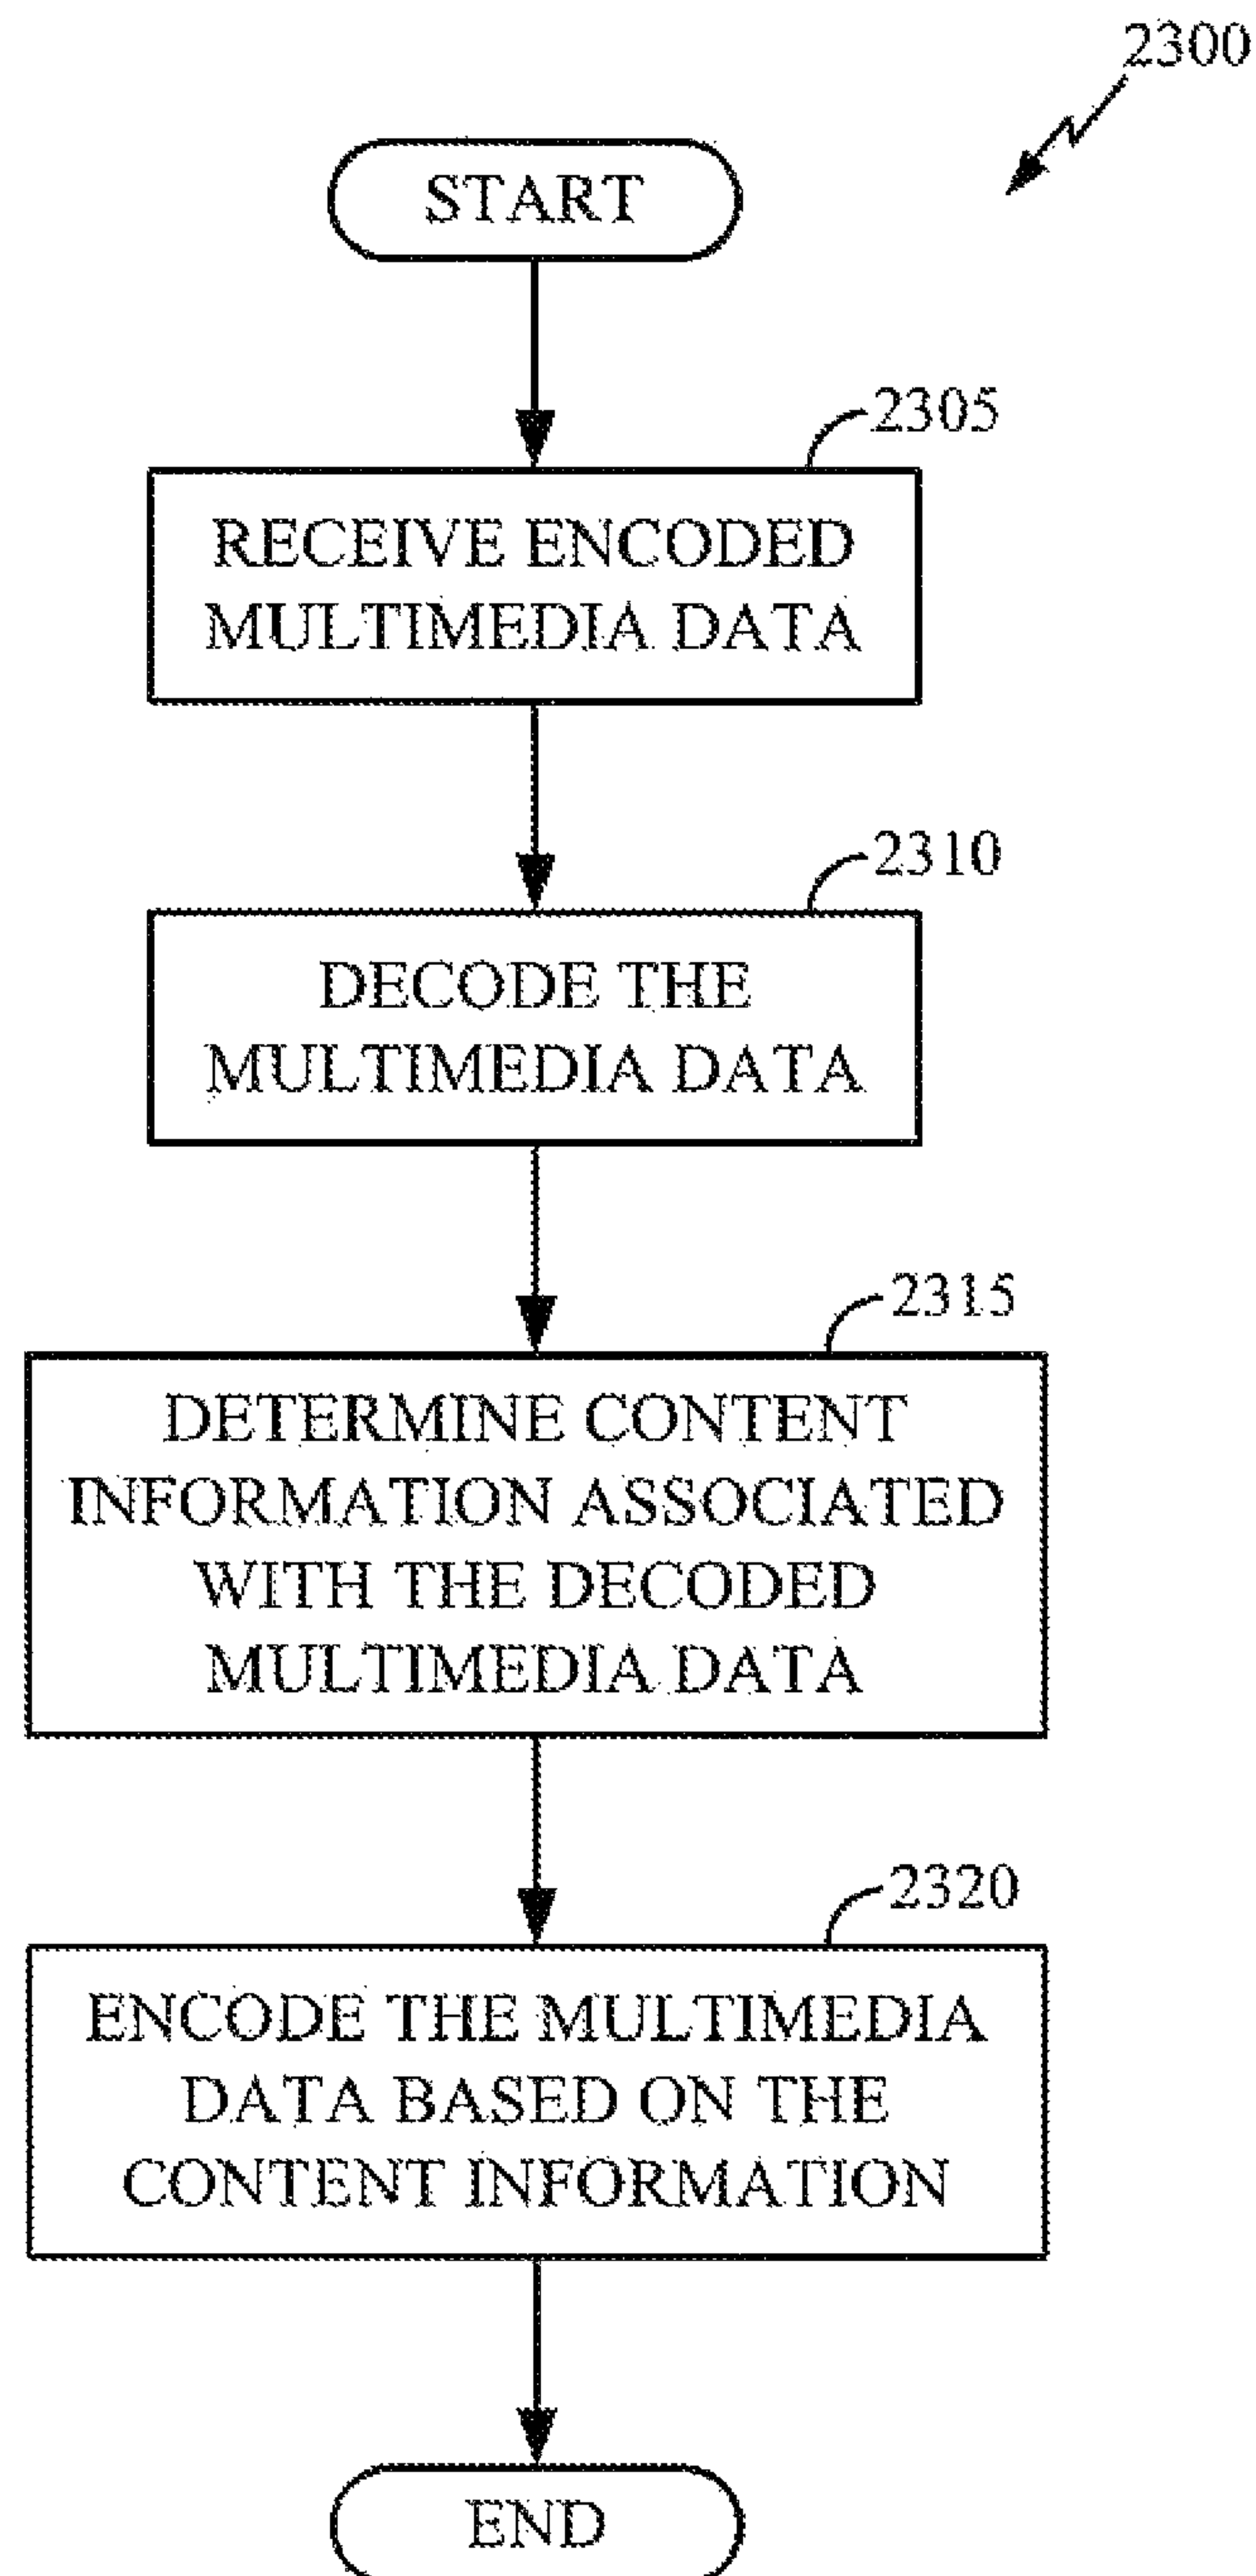 2300
START
2305
RECEIVE ENCODED
MULTIMEDIA DATA
2310
DECODE THE
MULTIMEDIA DATA
2315
DETERMINE CONTENT
INFORMATION ASSOCIATED
WITH THE DECODED
MULTIMEDIA DATA
2320
ENCODE THE MULTIMEDIA
DATA BASED ON THE
CONTENT INFORMATION
END